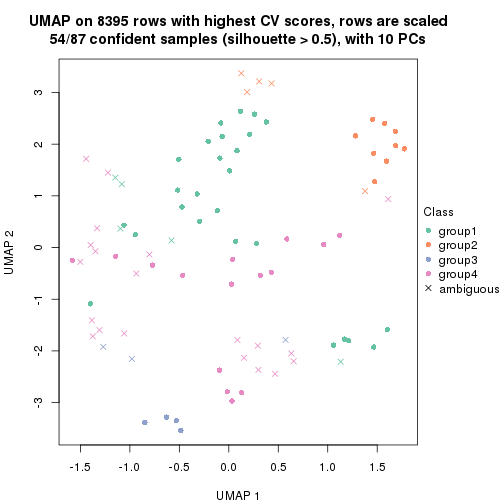 UMAP on 8395 rows with highest CV scores, rows are scaled
54/87 confident samples (silhouette > 0.5), with 10 PCs
3
2
1
0
-1
-2
-3
UMAP 2
-1.5 -1.0 -0.5 0.0 0.5 1.0 1.5
UMAP 1
Class
group1
group2
group3
group4
ambiguous